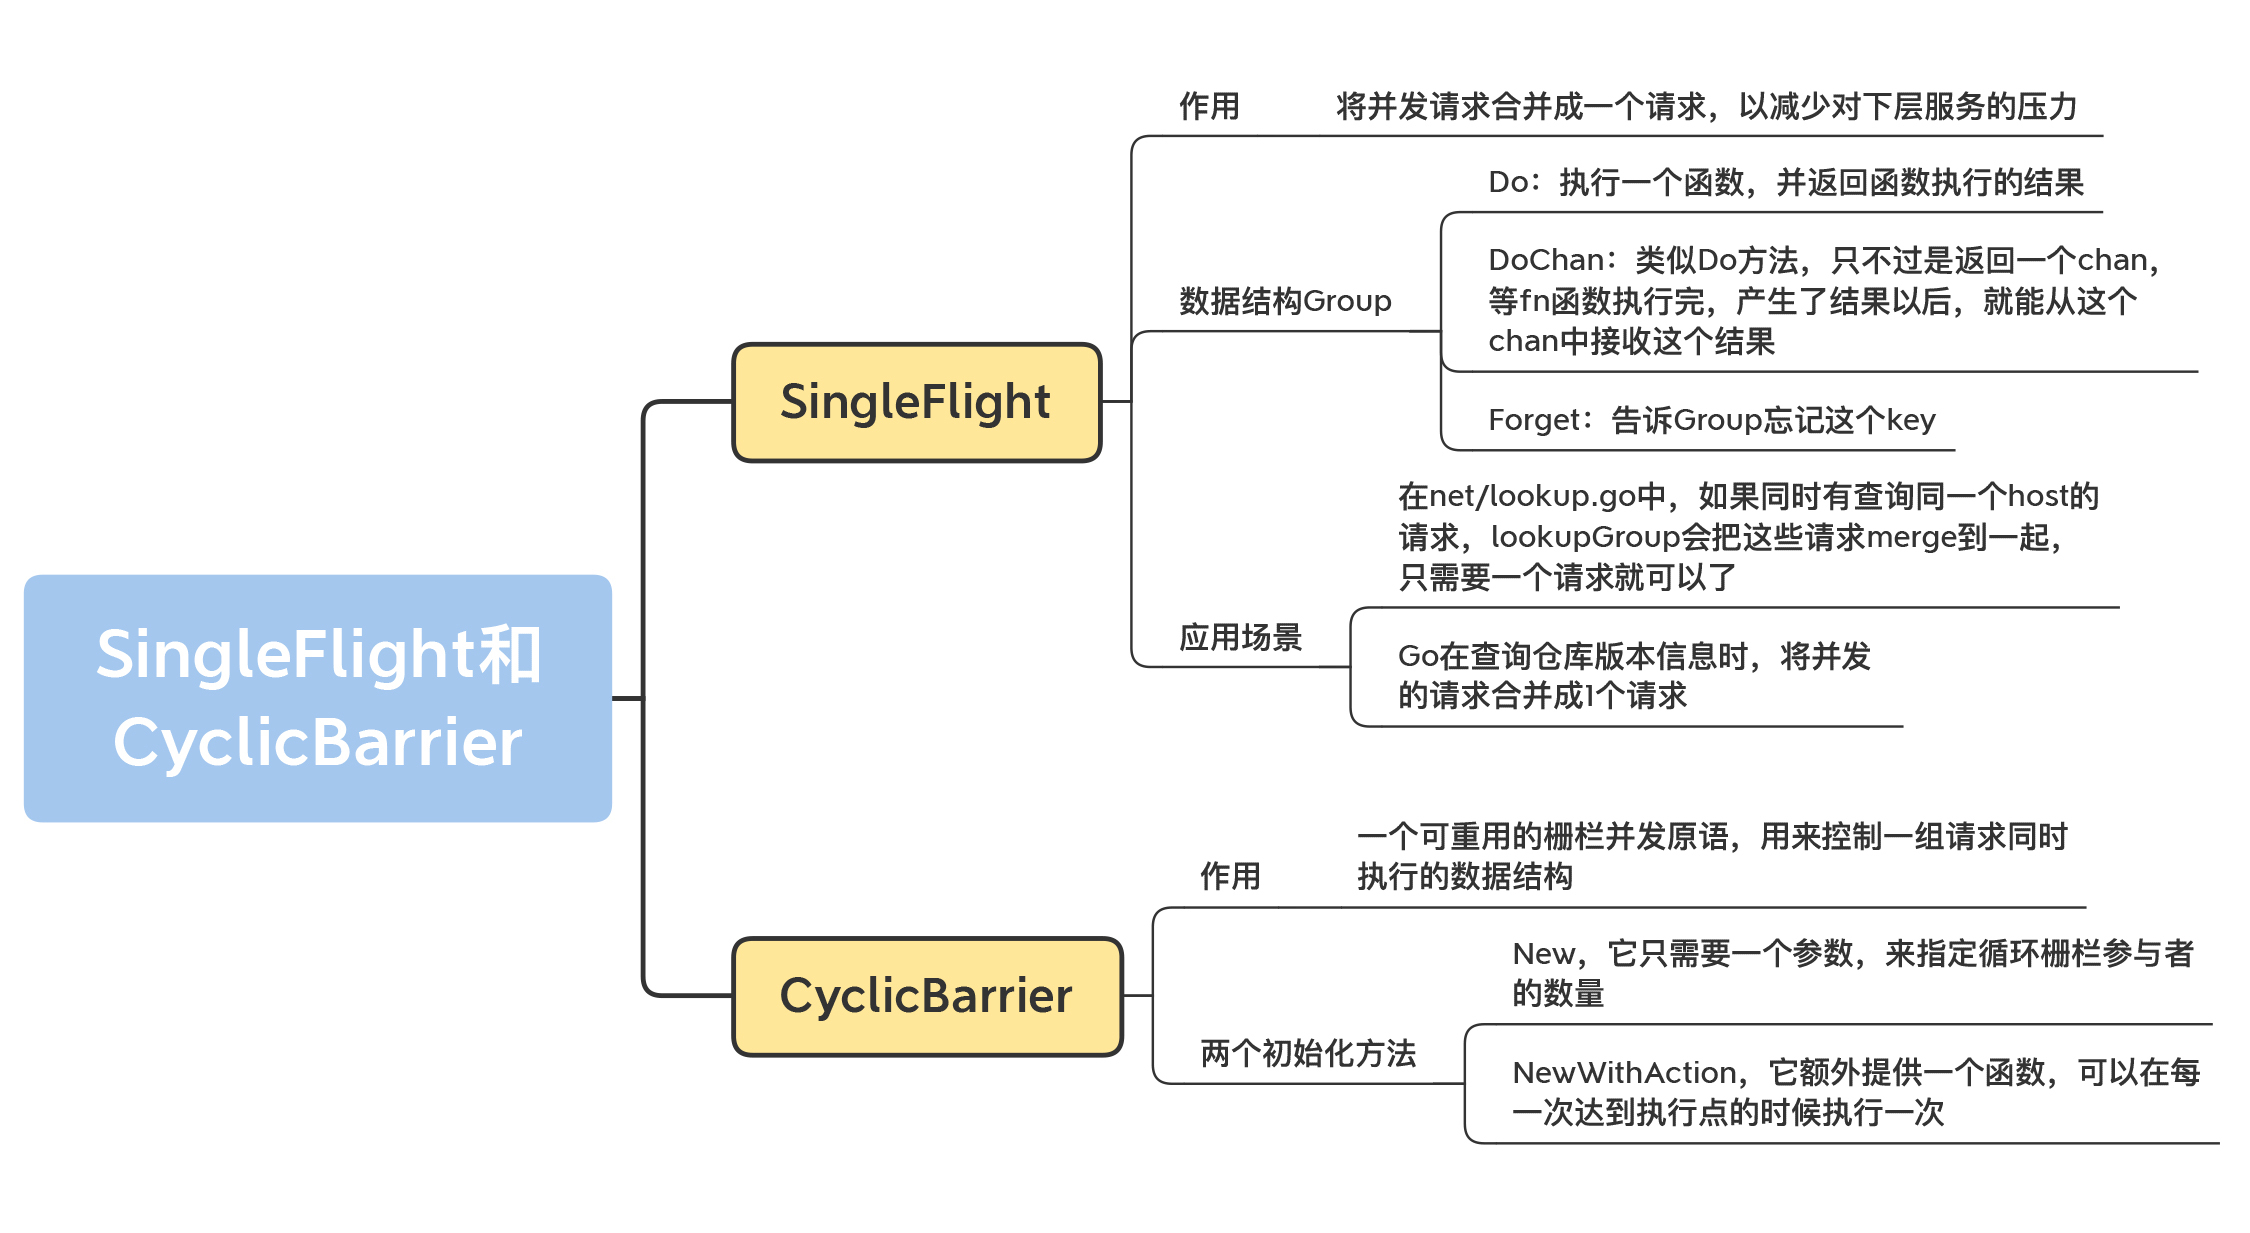 SingleFlight和
CyclicBarrier
SingleFlight
作用
将并发请求合并成一个请求，以减少对下层服务的压力
数据结构Group
Do：执行一个函数，并返回函数执行的结果
DoChan：类似Do方法，只不过是返回一个chan，
等fn函数执行完，产生了结果以后，就能从这个
chan中接收这个结果
Forget：告诉Group忘记这个key
应用场景
在net/lookup.go中，如果同时有查询同一个host的
请求，lookupGroup会把这些请求merge到一起，
只需要一个请求就可以了
Go在查询仓库版本信息时，将并发
的请求合并成1个请求
CyclicBarrier
作用
一个可重用的栅栏并发原语，用来控制一组请求同时
执行的数据结构
两个初始化方法
New，它只需要一个参数，来指定循环栅栏参与者
的数量
NewWithAction，它额外提供一个函数，可以在每
一次达到执行点的时候执行一次